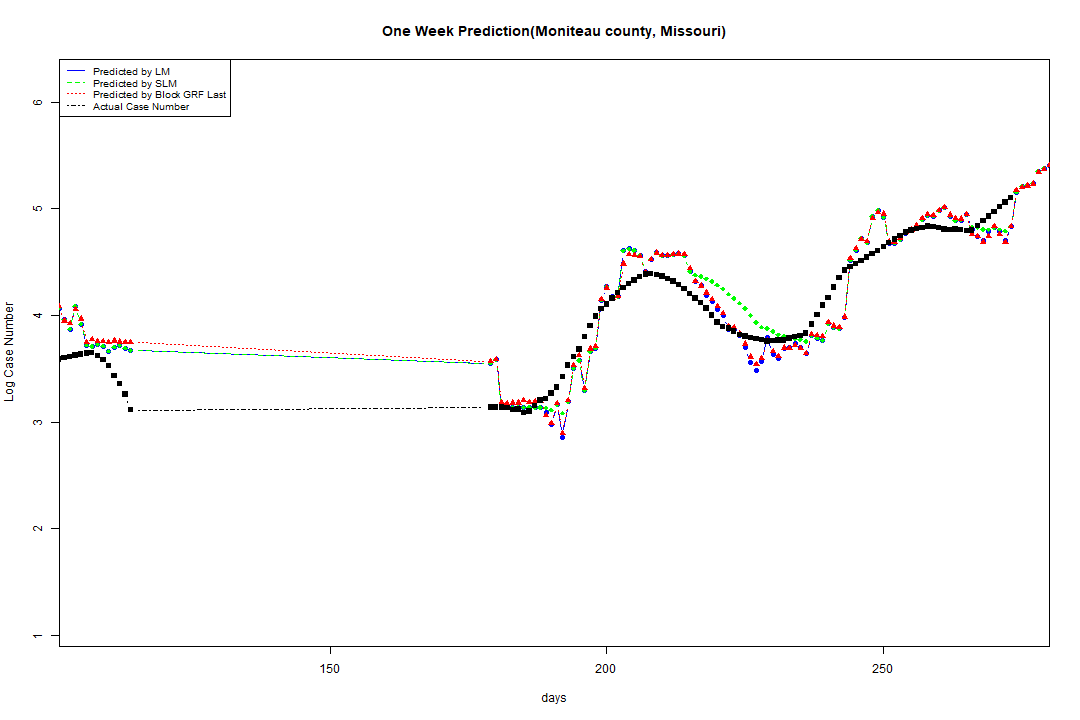 One Week Prediction(Moniteau county, Missouri)
Predicted by LM
Predicted by SLM
Predicted by Block GRF Last
Actual Case Number
6
5
4
3
2
1
Log Case Number
150
200
250
days